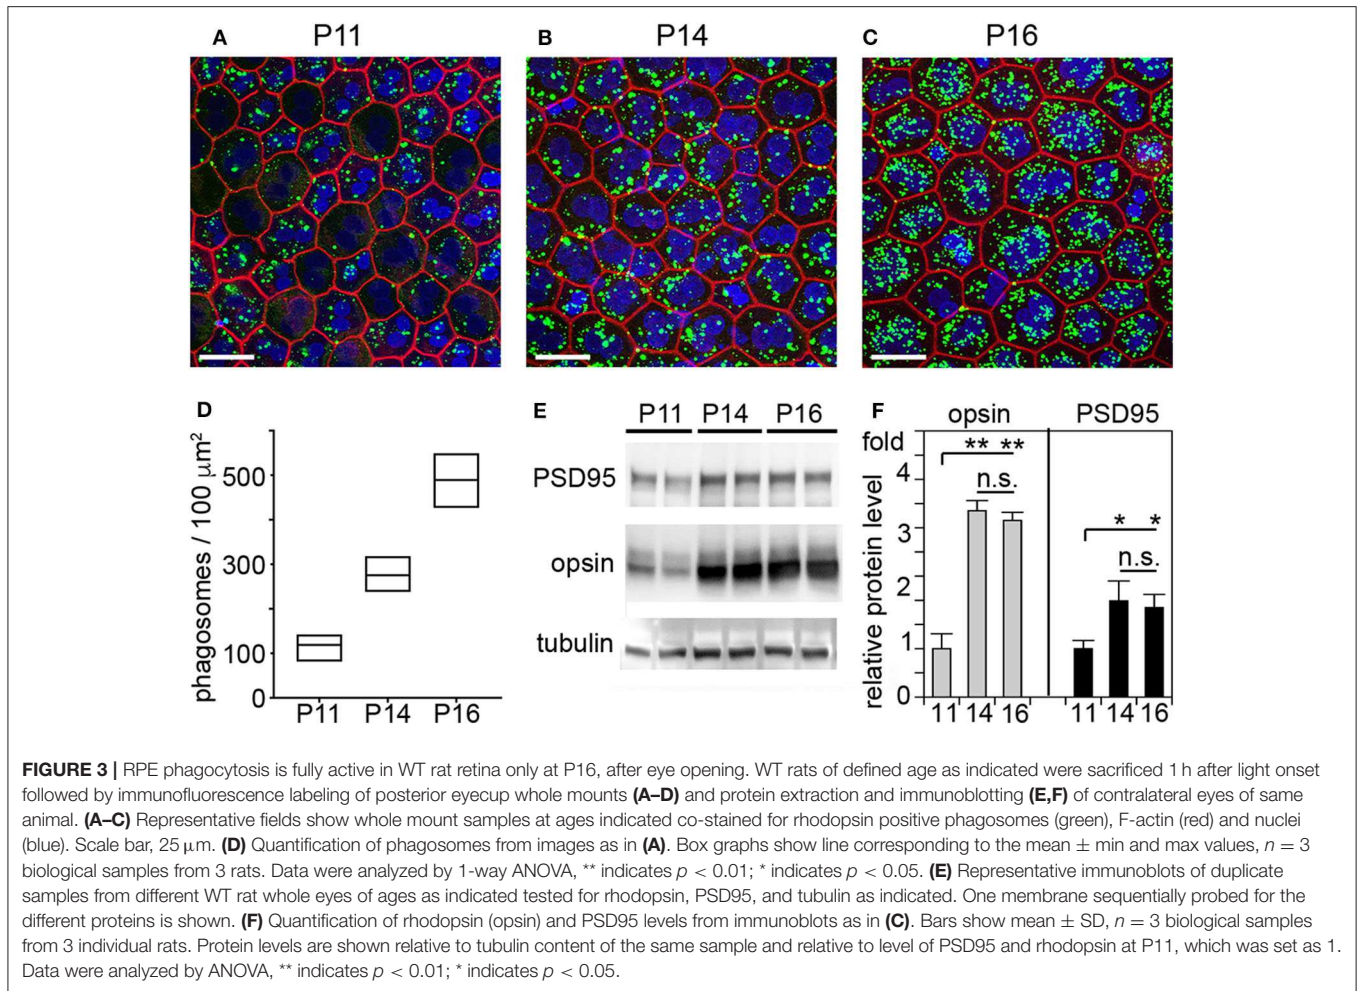 A P11
B P14
C P16
D
phagosomes / 100 μm²
500
300
100
0
P11 P14 P16
E P11 P14 P16
PSD95
opsin
tubulin
F opsin PSD95
fold
relative protein level
4
3
2
1
0
** **
n.s.
* *
n.s.
11 14 16 11 14 16
FIGURE 3 | RPE phagocytosis is fully active in WT rat retina only at P16, after eye opening. WT rats of defined age as indicated were sacrificed 1 h after light onset
followed by immunofluorescence labeling of posterior eyecup whole mounts (A–D) and protein extraction and immunoblotting (E,F) of contralateral eyes of same
animal. (A–C) Representative fields show whole mount samples at ages indicated co-stained for rhodopsin positive phagosomes (green), F-actin (red) and nuclei
(blue). Scale bar, 25 μm. (D) Quantification of phagosomes from images as in (A). Box graphs show line corresponding to the mean ± min and max values, n = 3
biological samples from 3 rats. Data were analyzed by 1-way ANOVA, ** indicates p < 0.01; * indicates p < 0.05. (E) Representative immunoblots of duplicate
samples from different WT rat whole eyes of ages as indicated tested for rhodopsin, PSD95, and tubulin as indicated. One membrane sequentially probed for the
different proteins is shown. (F) Quantification of rhodopsin (opsin) and PSD95 levels from immunoblots as in (C). Bars show mean ± SD, n = 3 biological samples
from 3 individual rats. Protein levels are shown relative to tubulin content of the same sample and relative to level of PSD95 and rhodopsin at P11, which was set as 1.
Data were analyzed by ANOVA, ** indicates p < 0.01; * indicates p < 0.05.